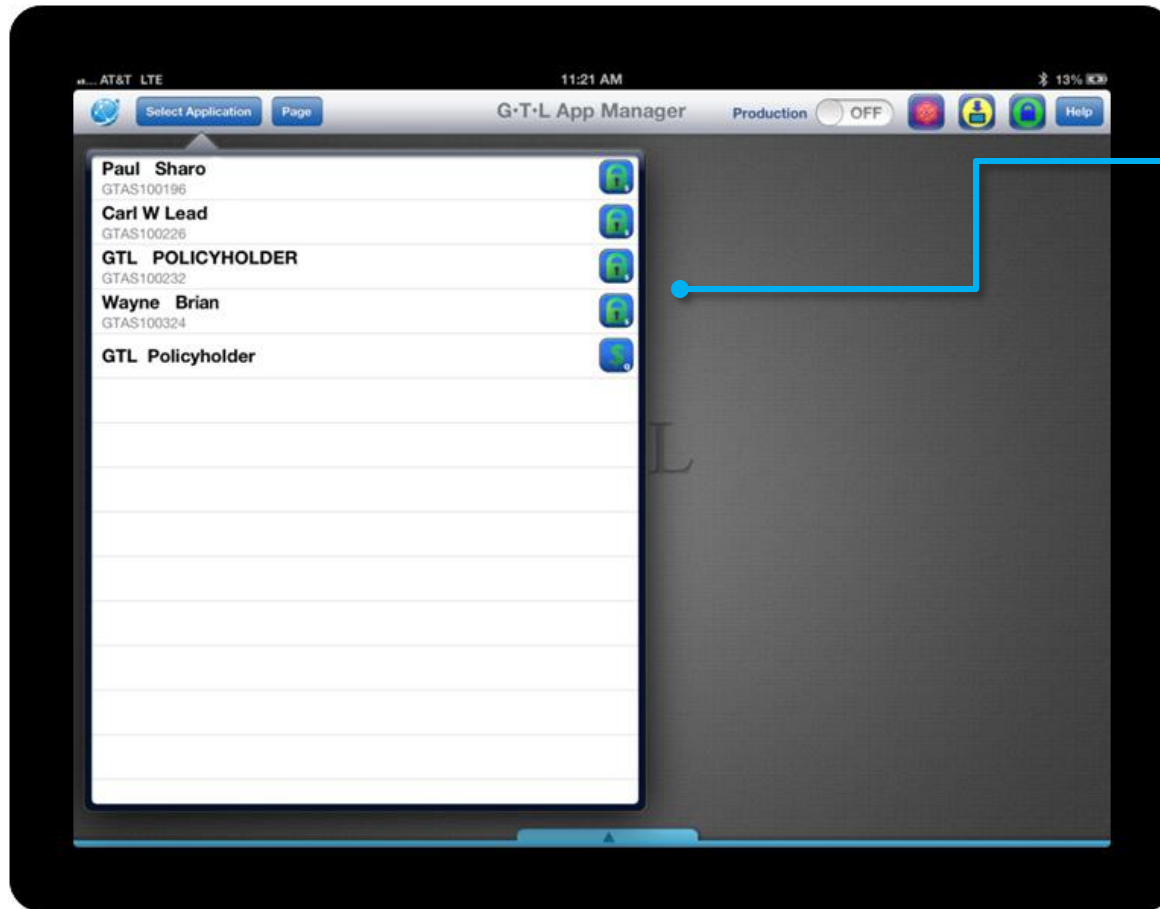 AT&T LTE 11:21 AM 13%
Select Application Page G·T·L App Manager Production OFF Help
Paul Sharo
GTAS100196
Carl W Lead
GTAS100226
GTL POLICYHOLDER
GTAS100232
Wayne Brian
GTAS100324
GTL Policyholder
L